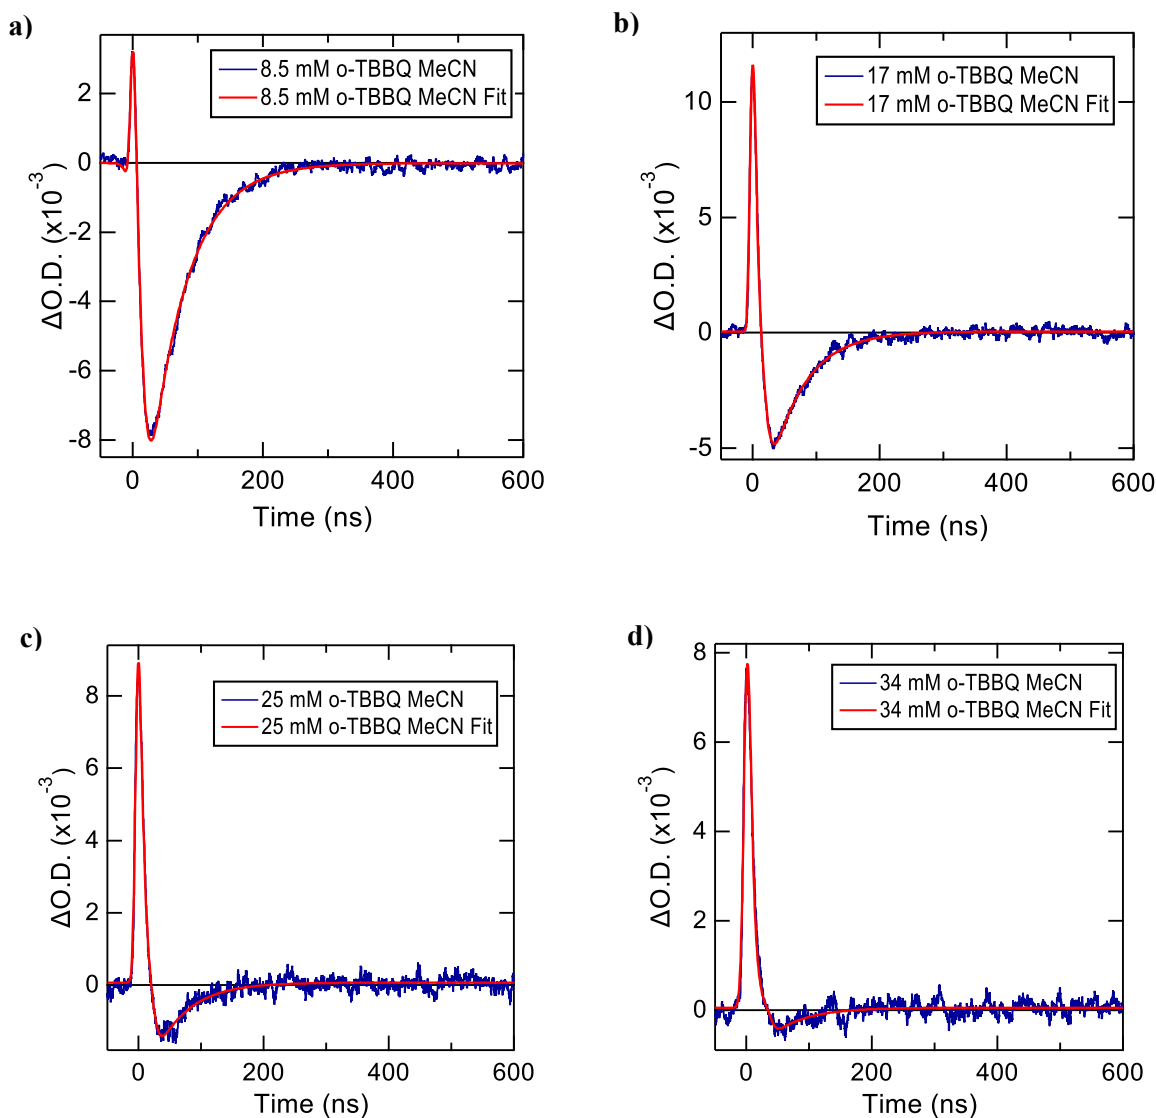 a)
8.5 mM o-TBBQ MeCN
8.5 mM o-TBBQ MeCN Fit
2
0
-2
-4
-6
-8
ΔO.D. (x10⁻³)
0
200
400
600
Time (ns)
b)
17 mM o-TBBQ MeCN
17 mM o-TBBQ MeCN Fit
10
5
0
-5
ΔO.D. (x10⁻³)
0
200
400
600
Time (ns)
c)
25 mM o-TBBQ MeCN
25 mM o-TBBQ MeCN Fit
8
6
4
2
0
ΔO.D. (x10⁻³)
0
200
400
600
Time (ns)
d)
34 mM o-TBBQ MeCN
34 mM o-TBBQ MeCN Fit
8
6
4
2
0
ΔO.D. (x10⁻³)
0
200
400
600
Time (ns)